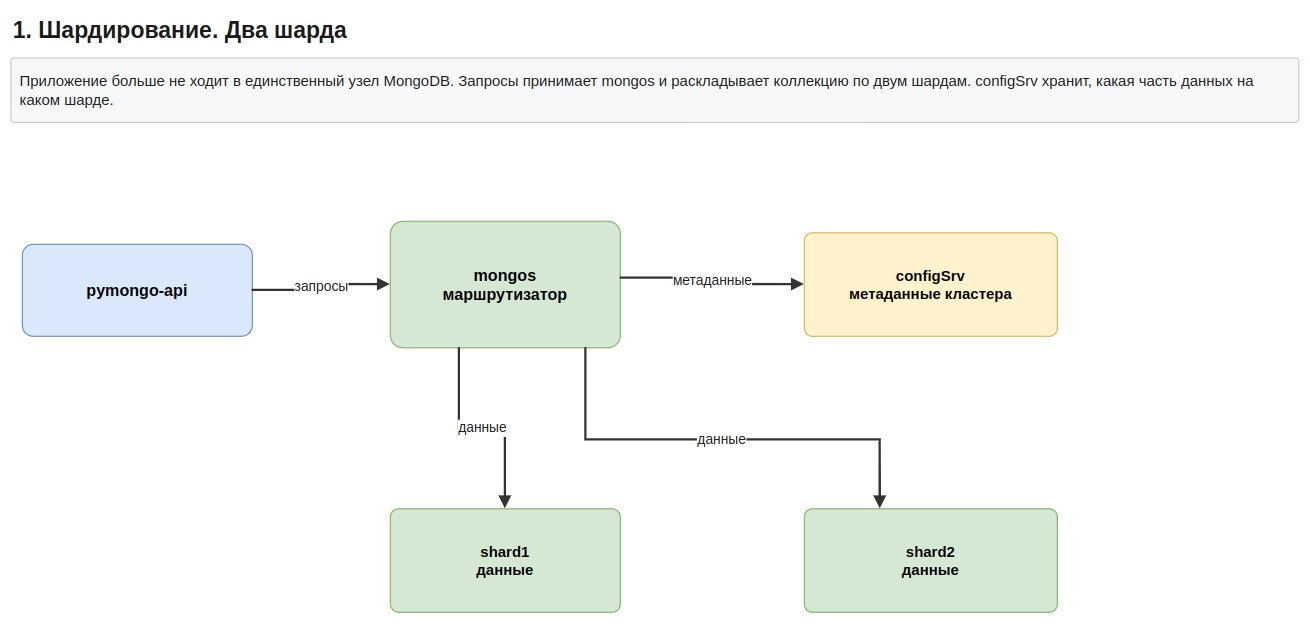 1. Шардирование. Два шарда
Приложение больше не ходит в единственный узел MongoDB. Запросы принимает mongos и раскладывает коллекцию по двум шардам. configSrv хранит, какая часть данных на
каком шарде.
pymongo-api
запросы
mongos
маршрутизатор
метаданные
configSrv
метаданные кластера
данные
данные
shard1
данные
shard2
данные